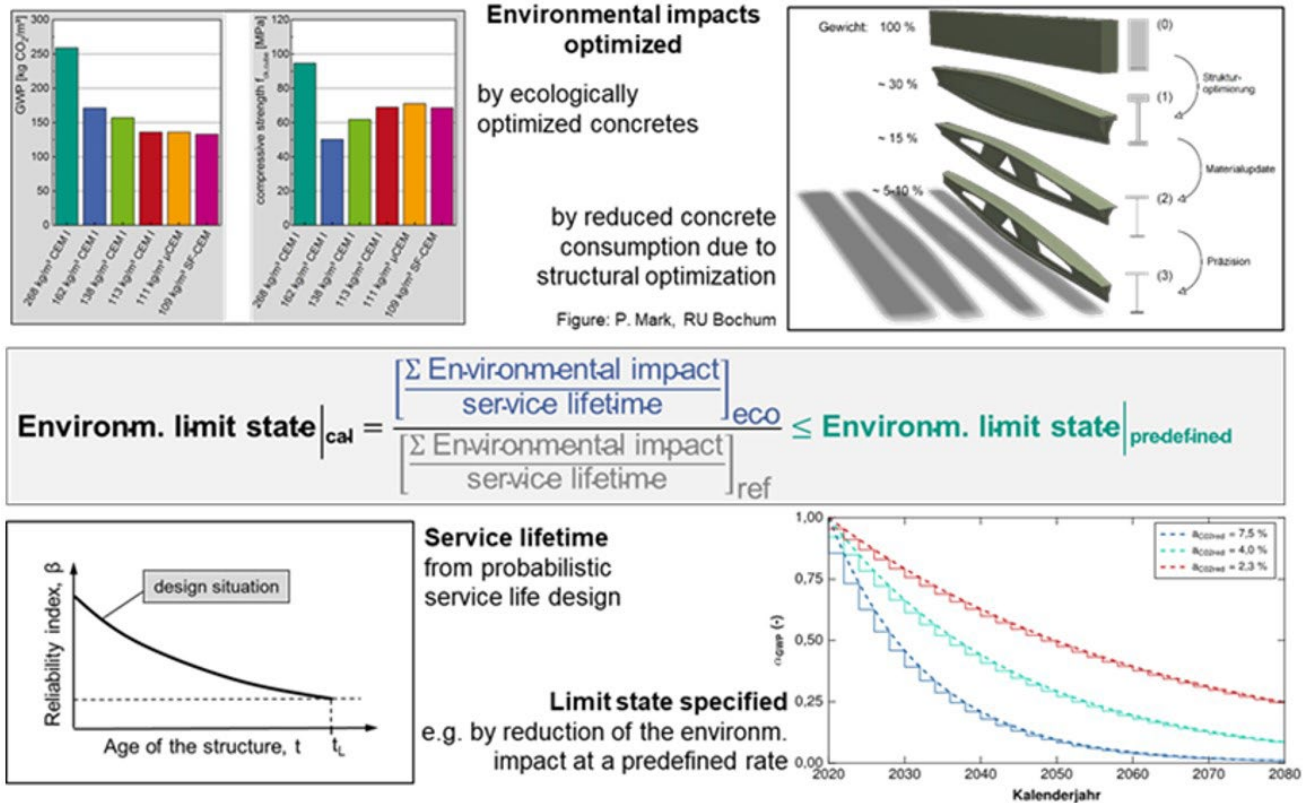 GWP [kg CO₂/m³]
300
250
200
150
100
50
0
268 kg/m³ CEM I
162 kg/m³ CEM I
138 kg/m³ CEM I
113 kg/m³ CEM I
111 kg/m³ µCEM
109 kg/m³ SF-CEM
compressive strength
[MPa]
120
100
80
60
40
20
0
268 kg/m³ CEM I
162 kg/m³ CEM I
138 kg/m³ CEM I
113 kg/m³ CEM I
111 kg/m³ µCEM
109 kg/m³ SF-CEM
Environmental impacts
optimized
by ecologically
optimized concretes
by reduced concrete
consumption due to
structural optimization
Figure: P. Mark, RU Bochum
Gewicht: 100 %
~ 30 %
~ 15 %
~ 5-10 %
(0)
Struktur-
optimiorung
(1)
Materialupdate
(2)
Präzision
(3)
Environm. limit state|cal = [Σ Environmental impact / service lifetime]eco / [Σ Environmental impact / service lifetime]ref ≤ Environm. limit state|predefined
Reliability index, β
design situation
Age of the structure, t
tL
Service lifetime
from probabilistic
service life design
Limit state specified
e.g. by reduction of the environm.
impact at a predefined rate
αGWP (-)
1,00
0,75
0,50
0,25
0,00
aCO2red = 7,5 %
aCO2red = 4,0 %
aCO2red = 2,3 %
2020
2030
2040
2050
2060
2070
2080
Kalenderjahr